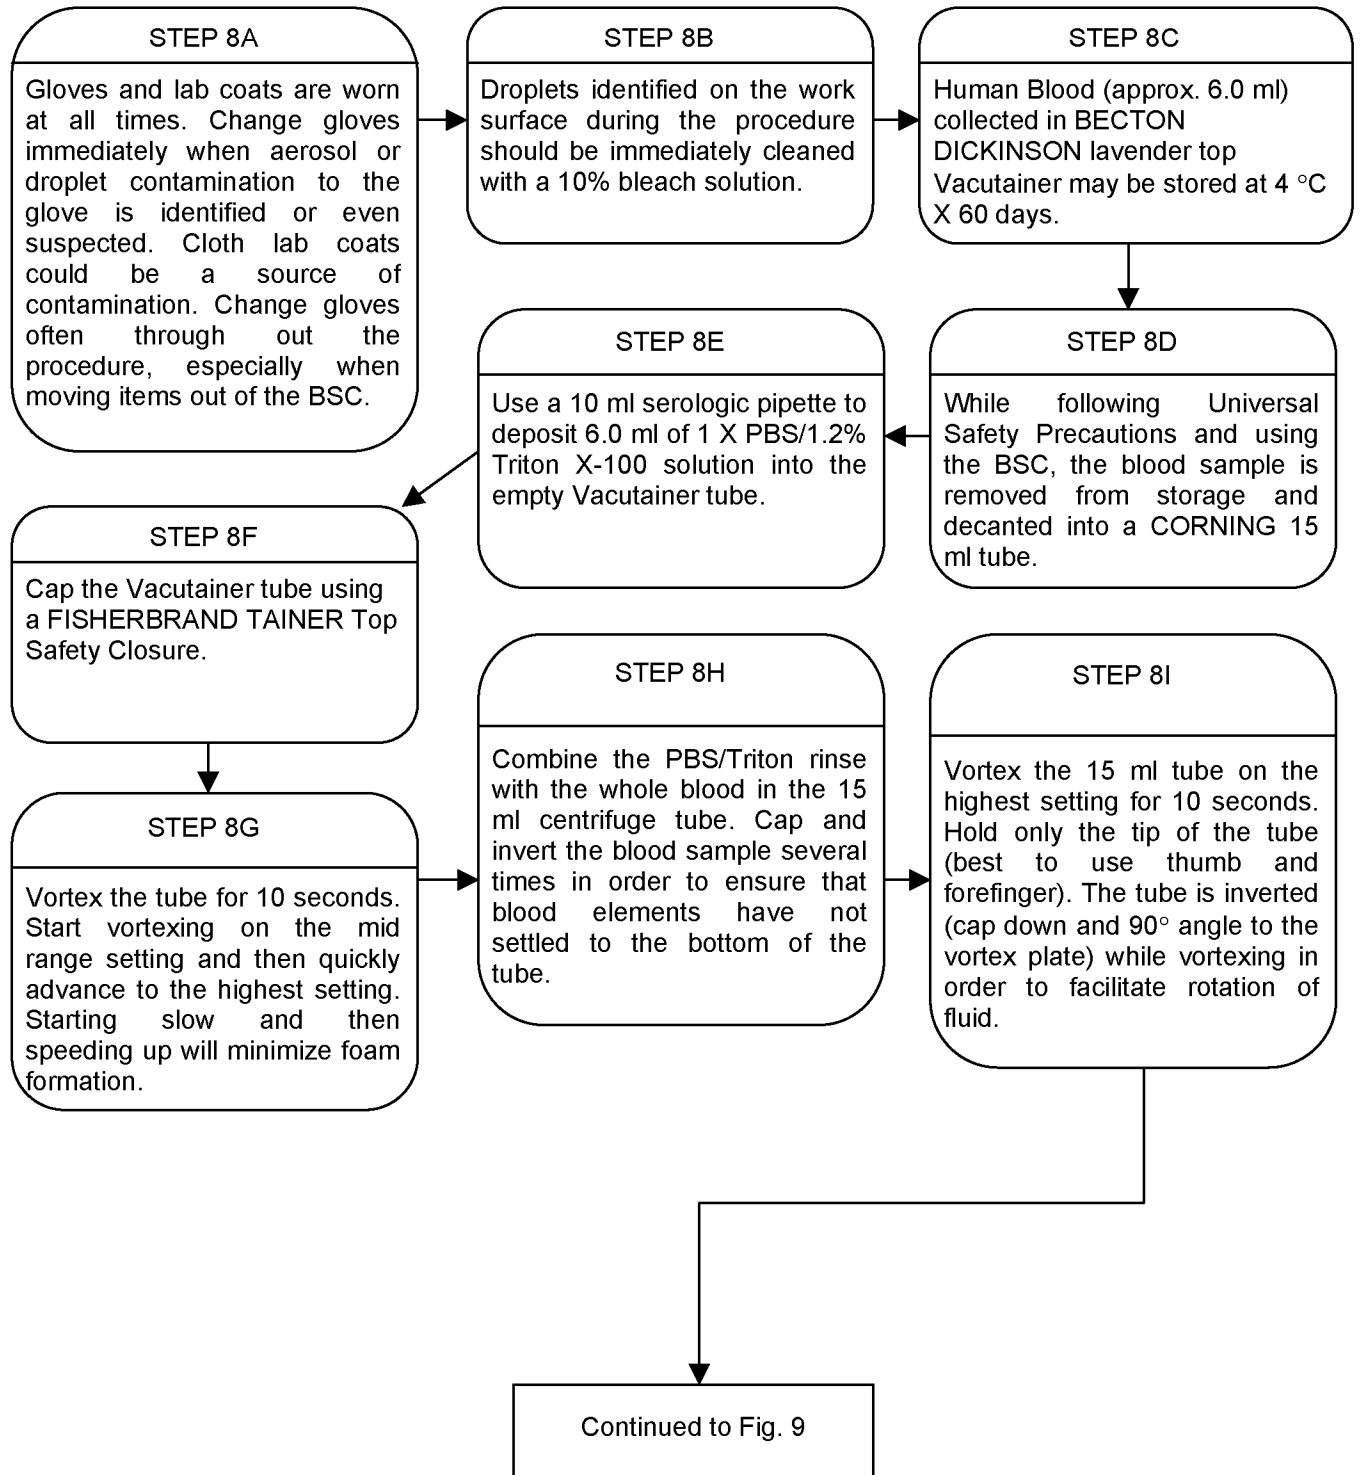 STEP 8A
Gloves and lab coats are worn
at all times. Change gloves
immediately when aerosol or
droplet contamination to the
glove is identified or even
suspected. Cloth lab coats
could be a source of
contamination. Change gloves
often through out the
procedure, especially when
moving items out of the BSC.
STEP 8B
Droplets identified on the work
surface during the procedure
should be immediately cleaned
with a 10% bleach solution.
STEP 8C
Human Blood (approx. 6.0 ml)
collected in BECTON
DICKINSON lavender top
Vacutainer may be stored at 4 °C
X 60 days.
STEP 8D
While following Universal
Safety Precautions and using
the BSC, the blood sample is
removed from storage and
decanted into a CORNING 15
ml tube.
STEP 8E
Use a 10 ml serologic pipette to
deposit 6.0 ml of 1 X PBS/1.2%
Triton X-100 solution into the
empty Vacutainer tube.
STEP 8F
Cap the Vacutainer tube using
a FISHERBRAND TAINER Top
Safety Closure.
STEP 8G
Vortex the tube for 10 seconds.
Start vortexing on the mid
range setting and then quickly
advance to the highest setting.
Starting slow and then
speeding up will minimize foam
formation.
STEP 8H
Combine the PBS/Triton rinse
with the whole blood in the 15
ml centrifuge tube. Cap and
invert the blood sample several
times in order to ensure that
blood elements have not
settled to the bottom of the
tube.
STEP 8I
Vortex the 15 ml tube on the
highest setting for 10 seconds.
Hold only the tip of the tube
(best to use thumb and
forefinger). The tube is inverted
(cap down and 90° angle to the
vortex plate) while vortexing in
order to facilitate rotation of
fluid.
Continued to Fig. 9